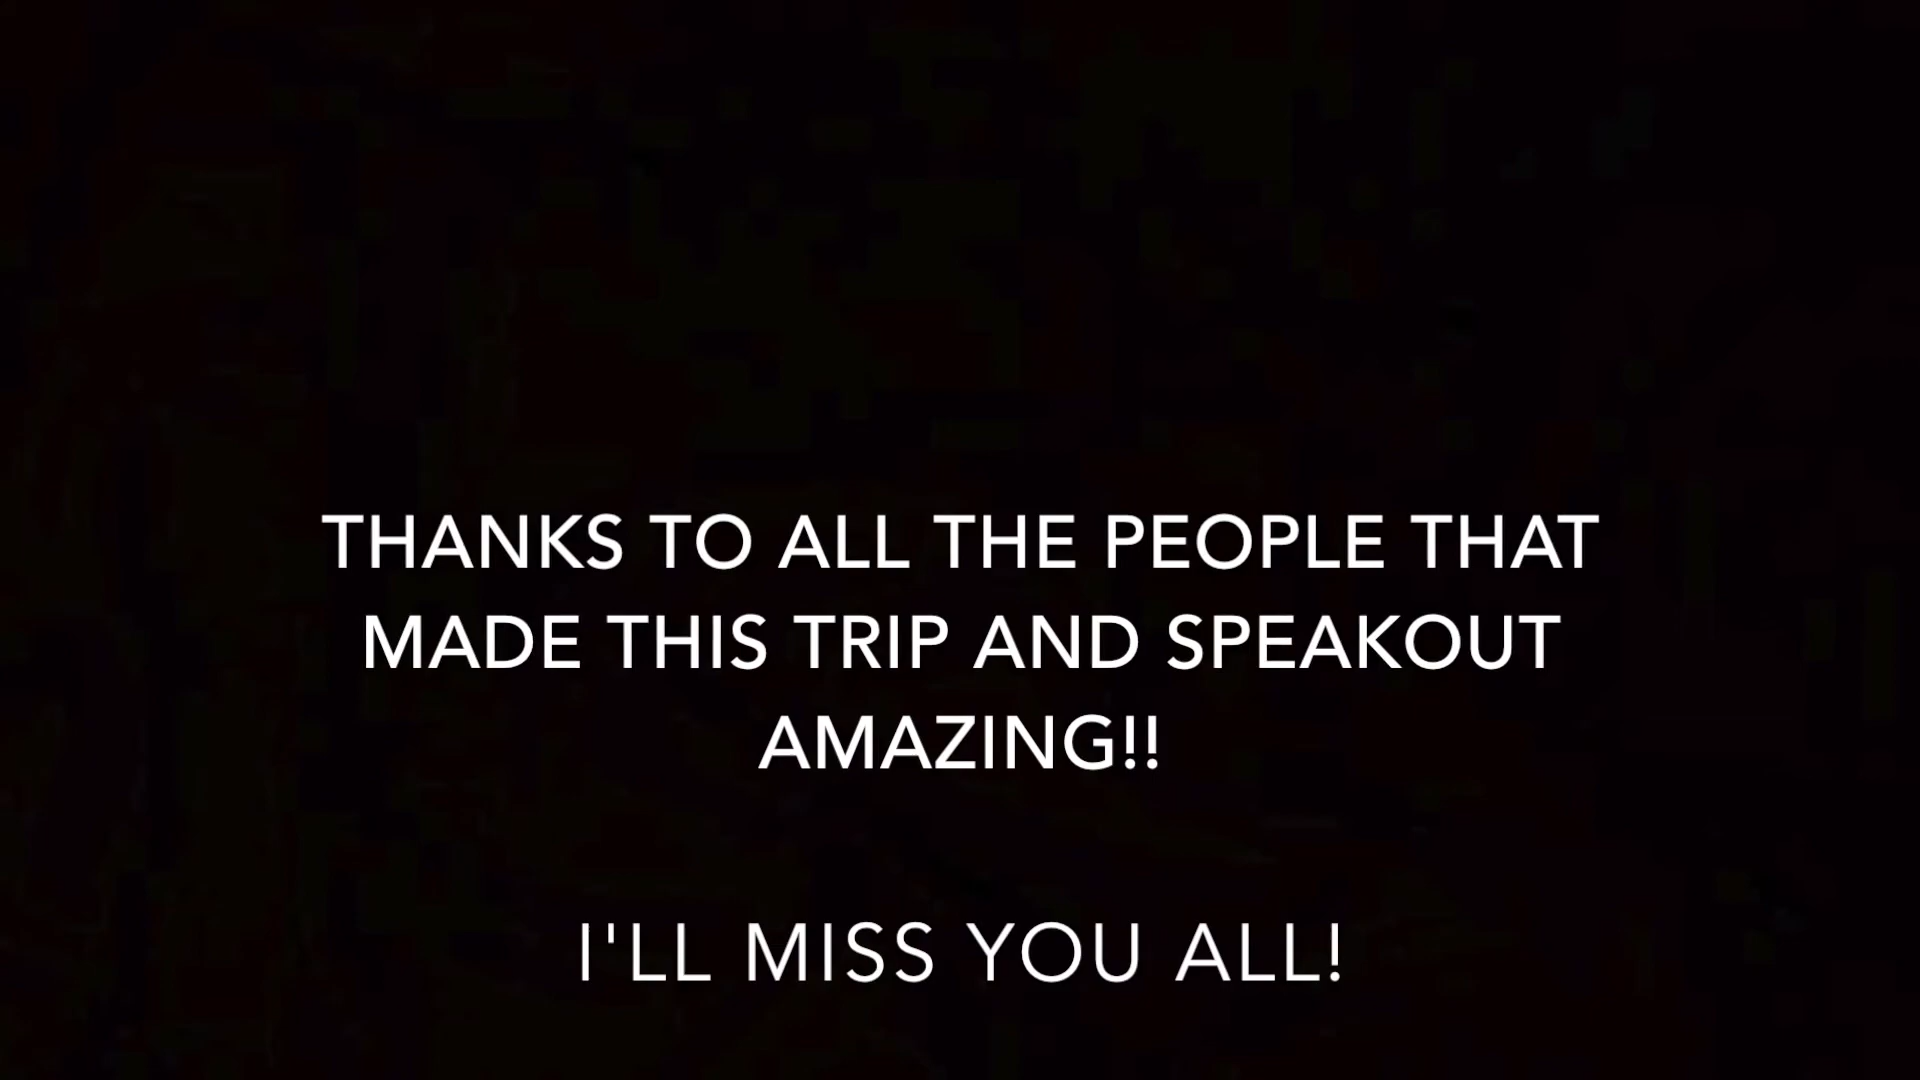 THANKS TO ALL THE PEOPLE THAT
MADE THIS TRIP AND SPEAKOUT
AMAZING!!
I'LL MISS YOU ALL!